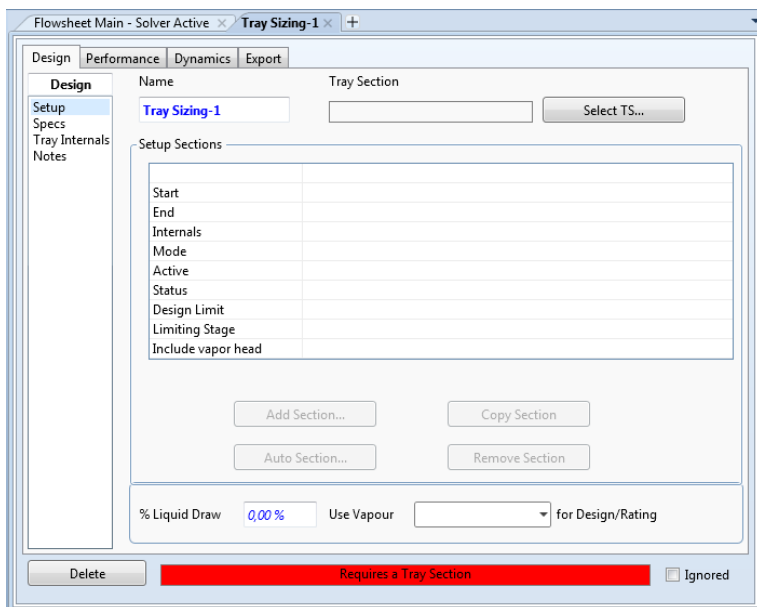 Flowsheet Main - Solver Active × Tray Sizing-1 × +
Design Performance Dynamics Export
Design
Setup
Specs
Tray Internals
Notes
Name Tray Section
Tray Sizing-1 Select TS...
Setup Sections
Start
End
Internals
Mode
Active
Status
Design Limit
Limiting Stage
Include vapor head
Add Section... Copy Section
Auto Section... Remove Section
% Liquid Draw 0,00 % Use Vapour for Design/Rating
Delete Requires a Tray Section Ignored